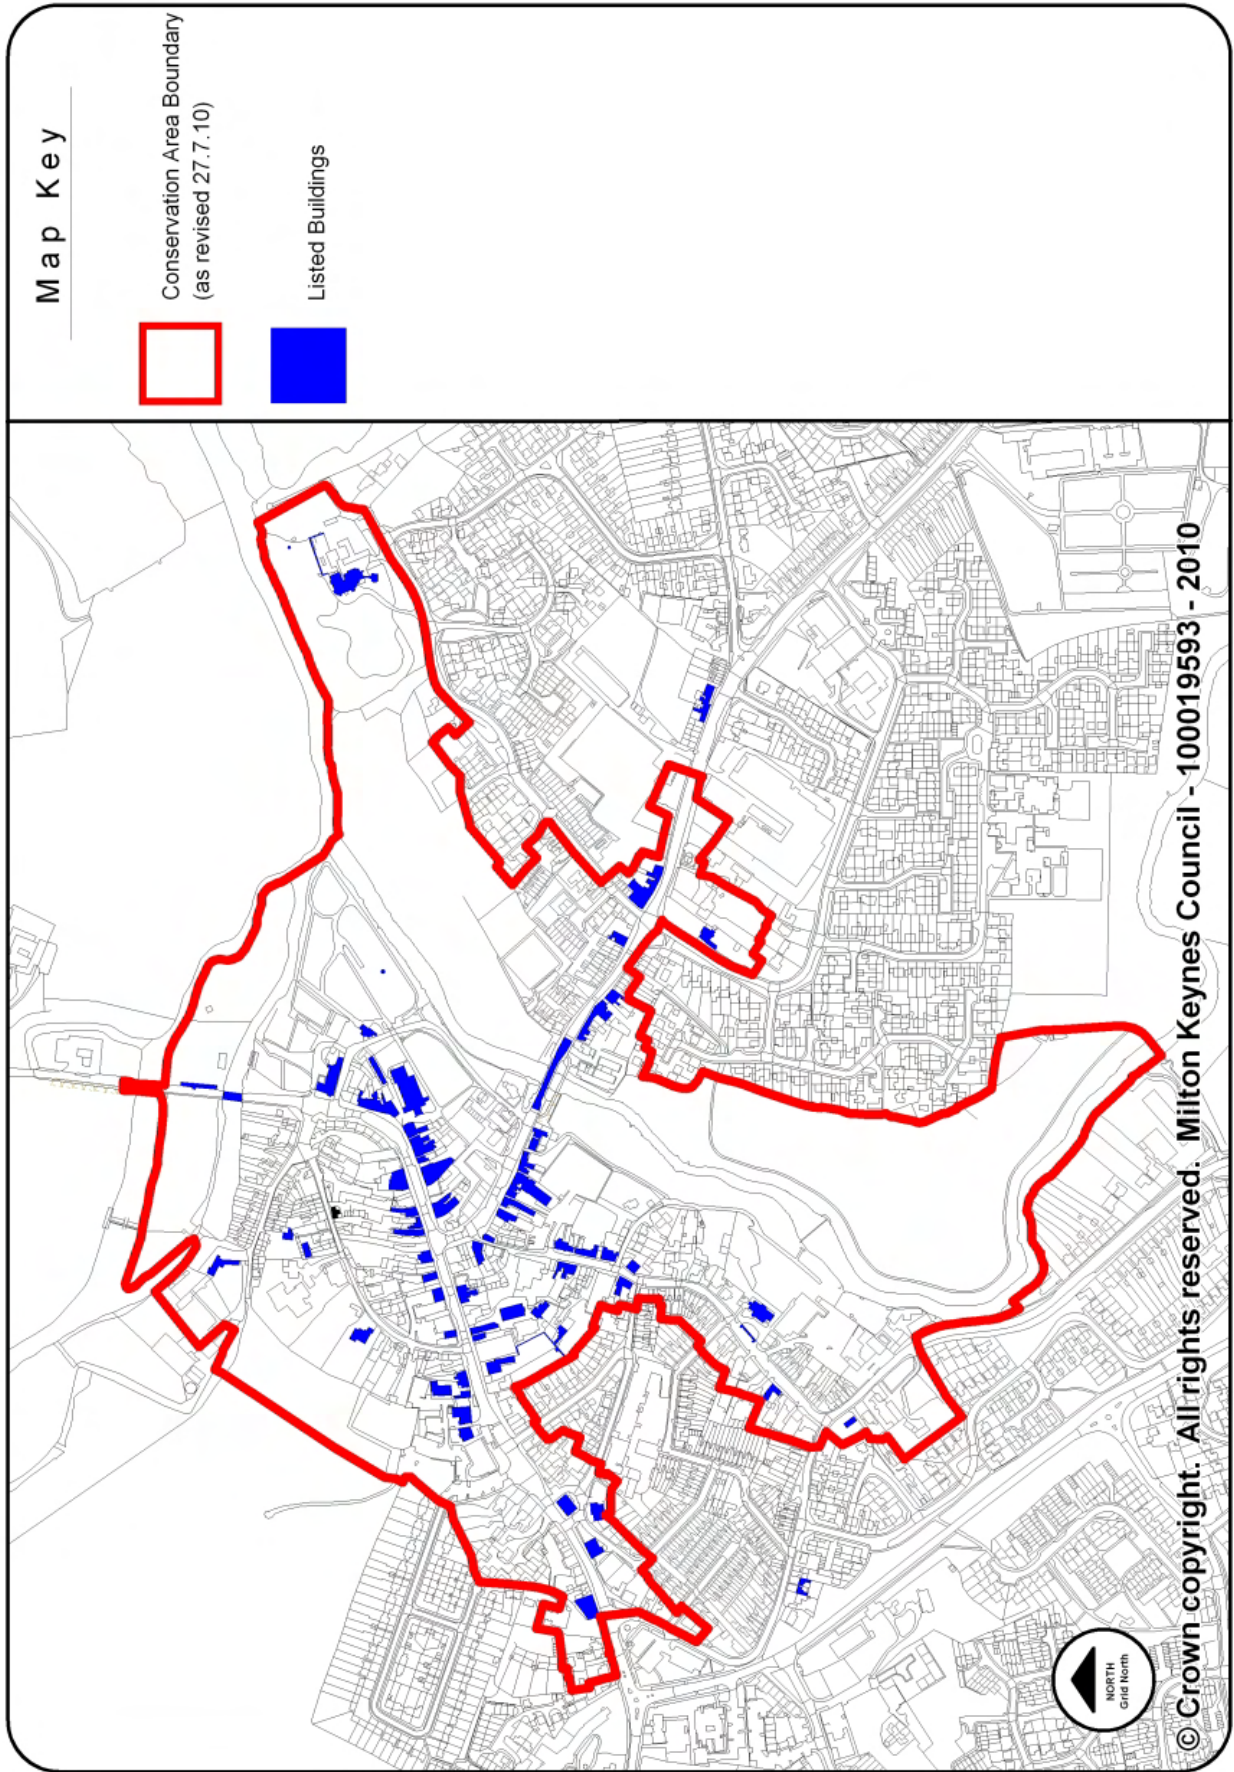 Map Key
Conservation Area Boundary
(as revised 27.7.10)
Listed Buildings
NORTH
Grid North
© Crown copyright. All rights reserved. Milton Keynes Council - 100019593 - 2010